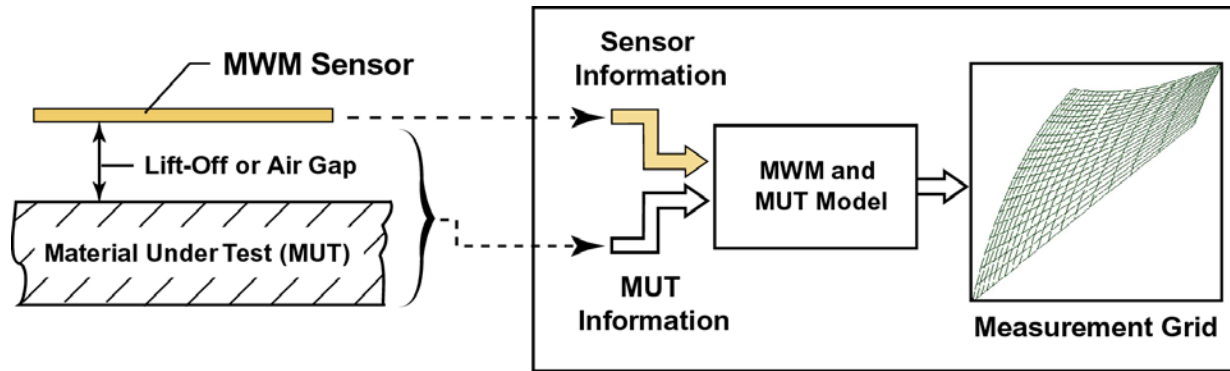 MWM Sensor
Lift-Off or Air Gap
Material Under Test (MUT)
Sensor
Information
MWM and
MUT Model
MUT
Information
Measurement Grid